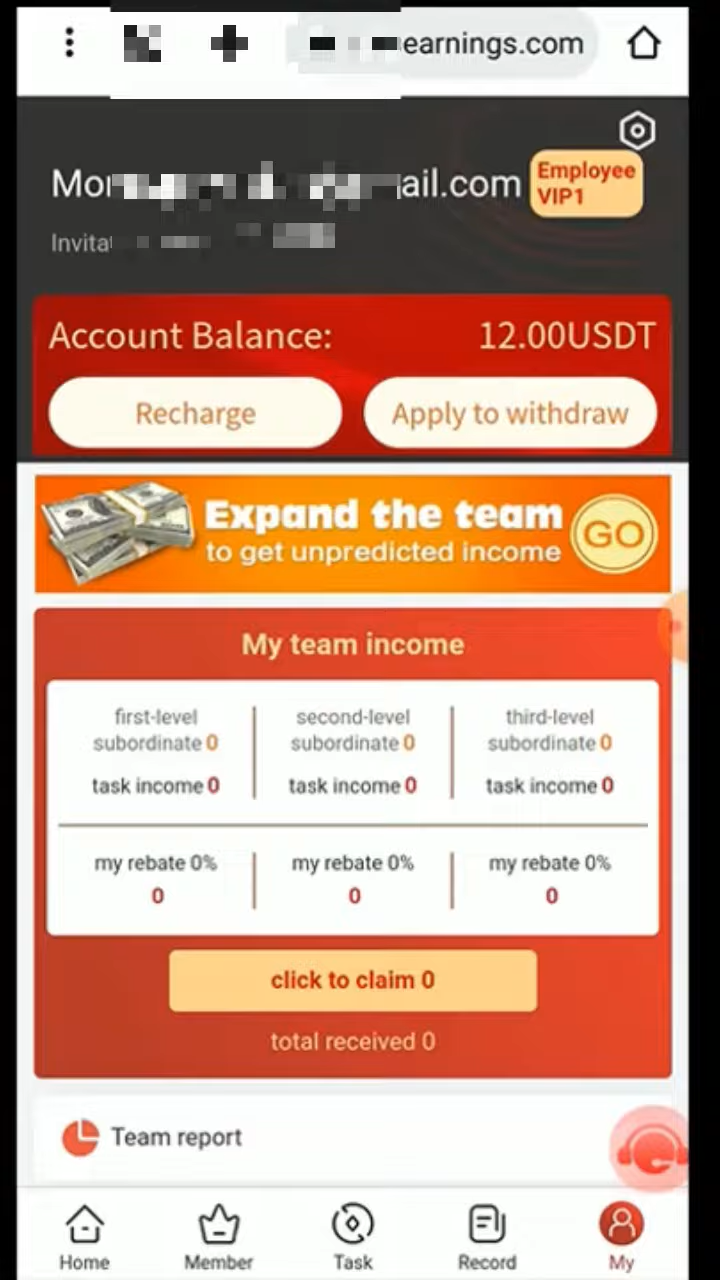 earnings.com
ail.com
Employee
VIP1
Account Balance:
12.00USDT
Recharge
Apply to withdraw
Expand the team
to get unpredicted income
GO
My team income
first-level
subordinate 0
task income 0
second-level
subordinate 0
task income 0
third-level
subordinate 0
task income 0
my rebate 0%
0
my rebate 0%
0
my rebate 0%
0
click to claim 0
total received 0
Team report
Home
Member
Task
Record
My